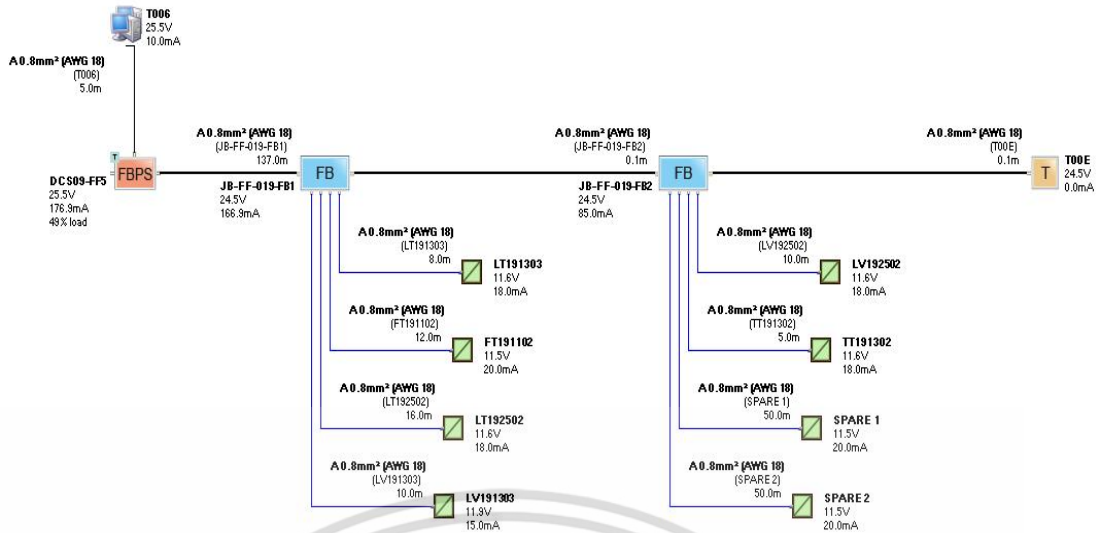 T006
25.5V
10.0mA
A 0.8mm² (AWG 18)
(T006)
5.0m
T
FBPS
DCS09-FF5
25.5V
176.9mA
49% load
A 0.8mm² (AWG 18)
(JB-FF-019-FB1)
137.0m
FB
JB-FF-019-FB1
24.5V
166.9mA
A 0.8mm² (AWG 18)
(JB-FF-019-FB2)
0.1m
FB
JB-FF-019-FB2
24.5V
85.0mA
A 0.8mm² (AWG 18)
(T00E)
0.1m
T
T00E
24.5V
0.0mA
A 0.8mm² (AWG 18)
(LT191303)
8.0m
LT191303
11.6V
18.0mA
A 0.8mm² (AWG 18)
(FT191102)
12.0m
FT191102
11.5V
20.0mA
A 0.8mm² (AWG 18)
(LT192502)
16.0m
LT192502
11.6V
18.0mA
A 0.8mm² (AWG 18)
(LV191303)
10.0m
LV191303
11.9V
15.0mA
A 0.8mm² (AWG 18)
(LV192502)
10.0m
LV192502
11.6V
18.0mA
A 0.8mm² (AWG 18)
(TT191302)
5.0m
TT191302
11.6V
18.0mA
A 0.8mm² (AWG 18)
(SPARE 1)
50.0m
SPARE 1
11.5V
20.0mA
A 0.8mm² (AWG 18)
(SPARE 2)
50.0m
SPARE 2
11.5V
20.0mA